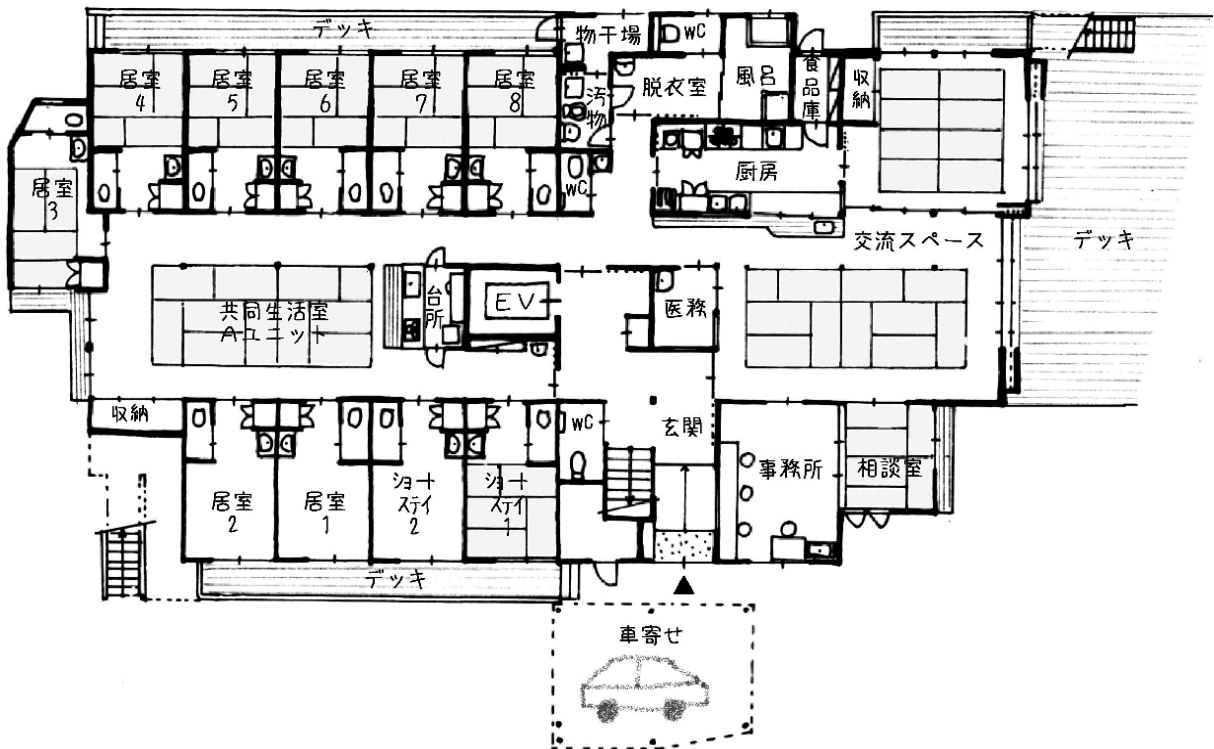 デッキ
物干場
WC
居室
4
居室
5
居室
6
居室
7
居室
8
汚物
脱衣室
風呂
食品庫
収納
居室
3
WC
厨房
交流スペース
デッキ
共同生活室
Aユニット
台所
EV
医務
収納
WC
玄関
居室
2
居室
1
ショート
ステイ
2
ショート
ステイ
1
事務所
相談室
デッキ
車寄せ